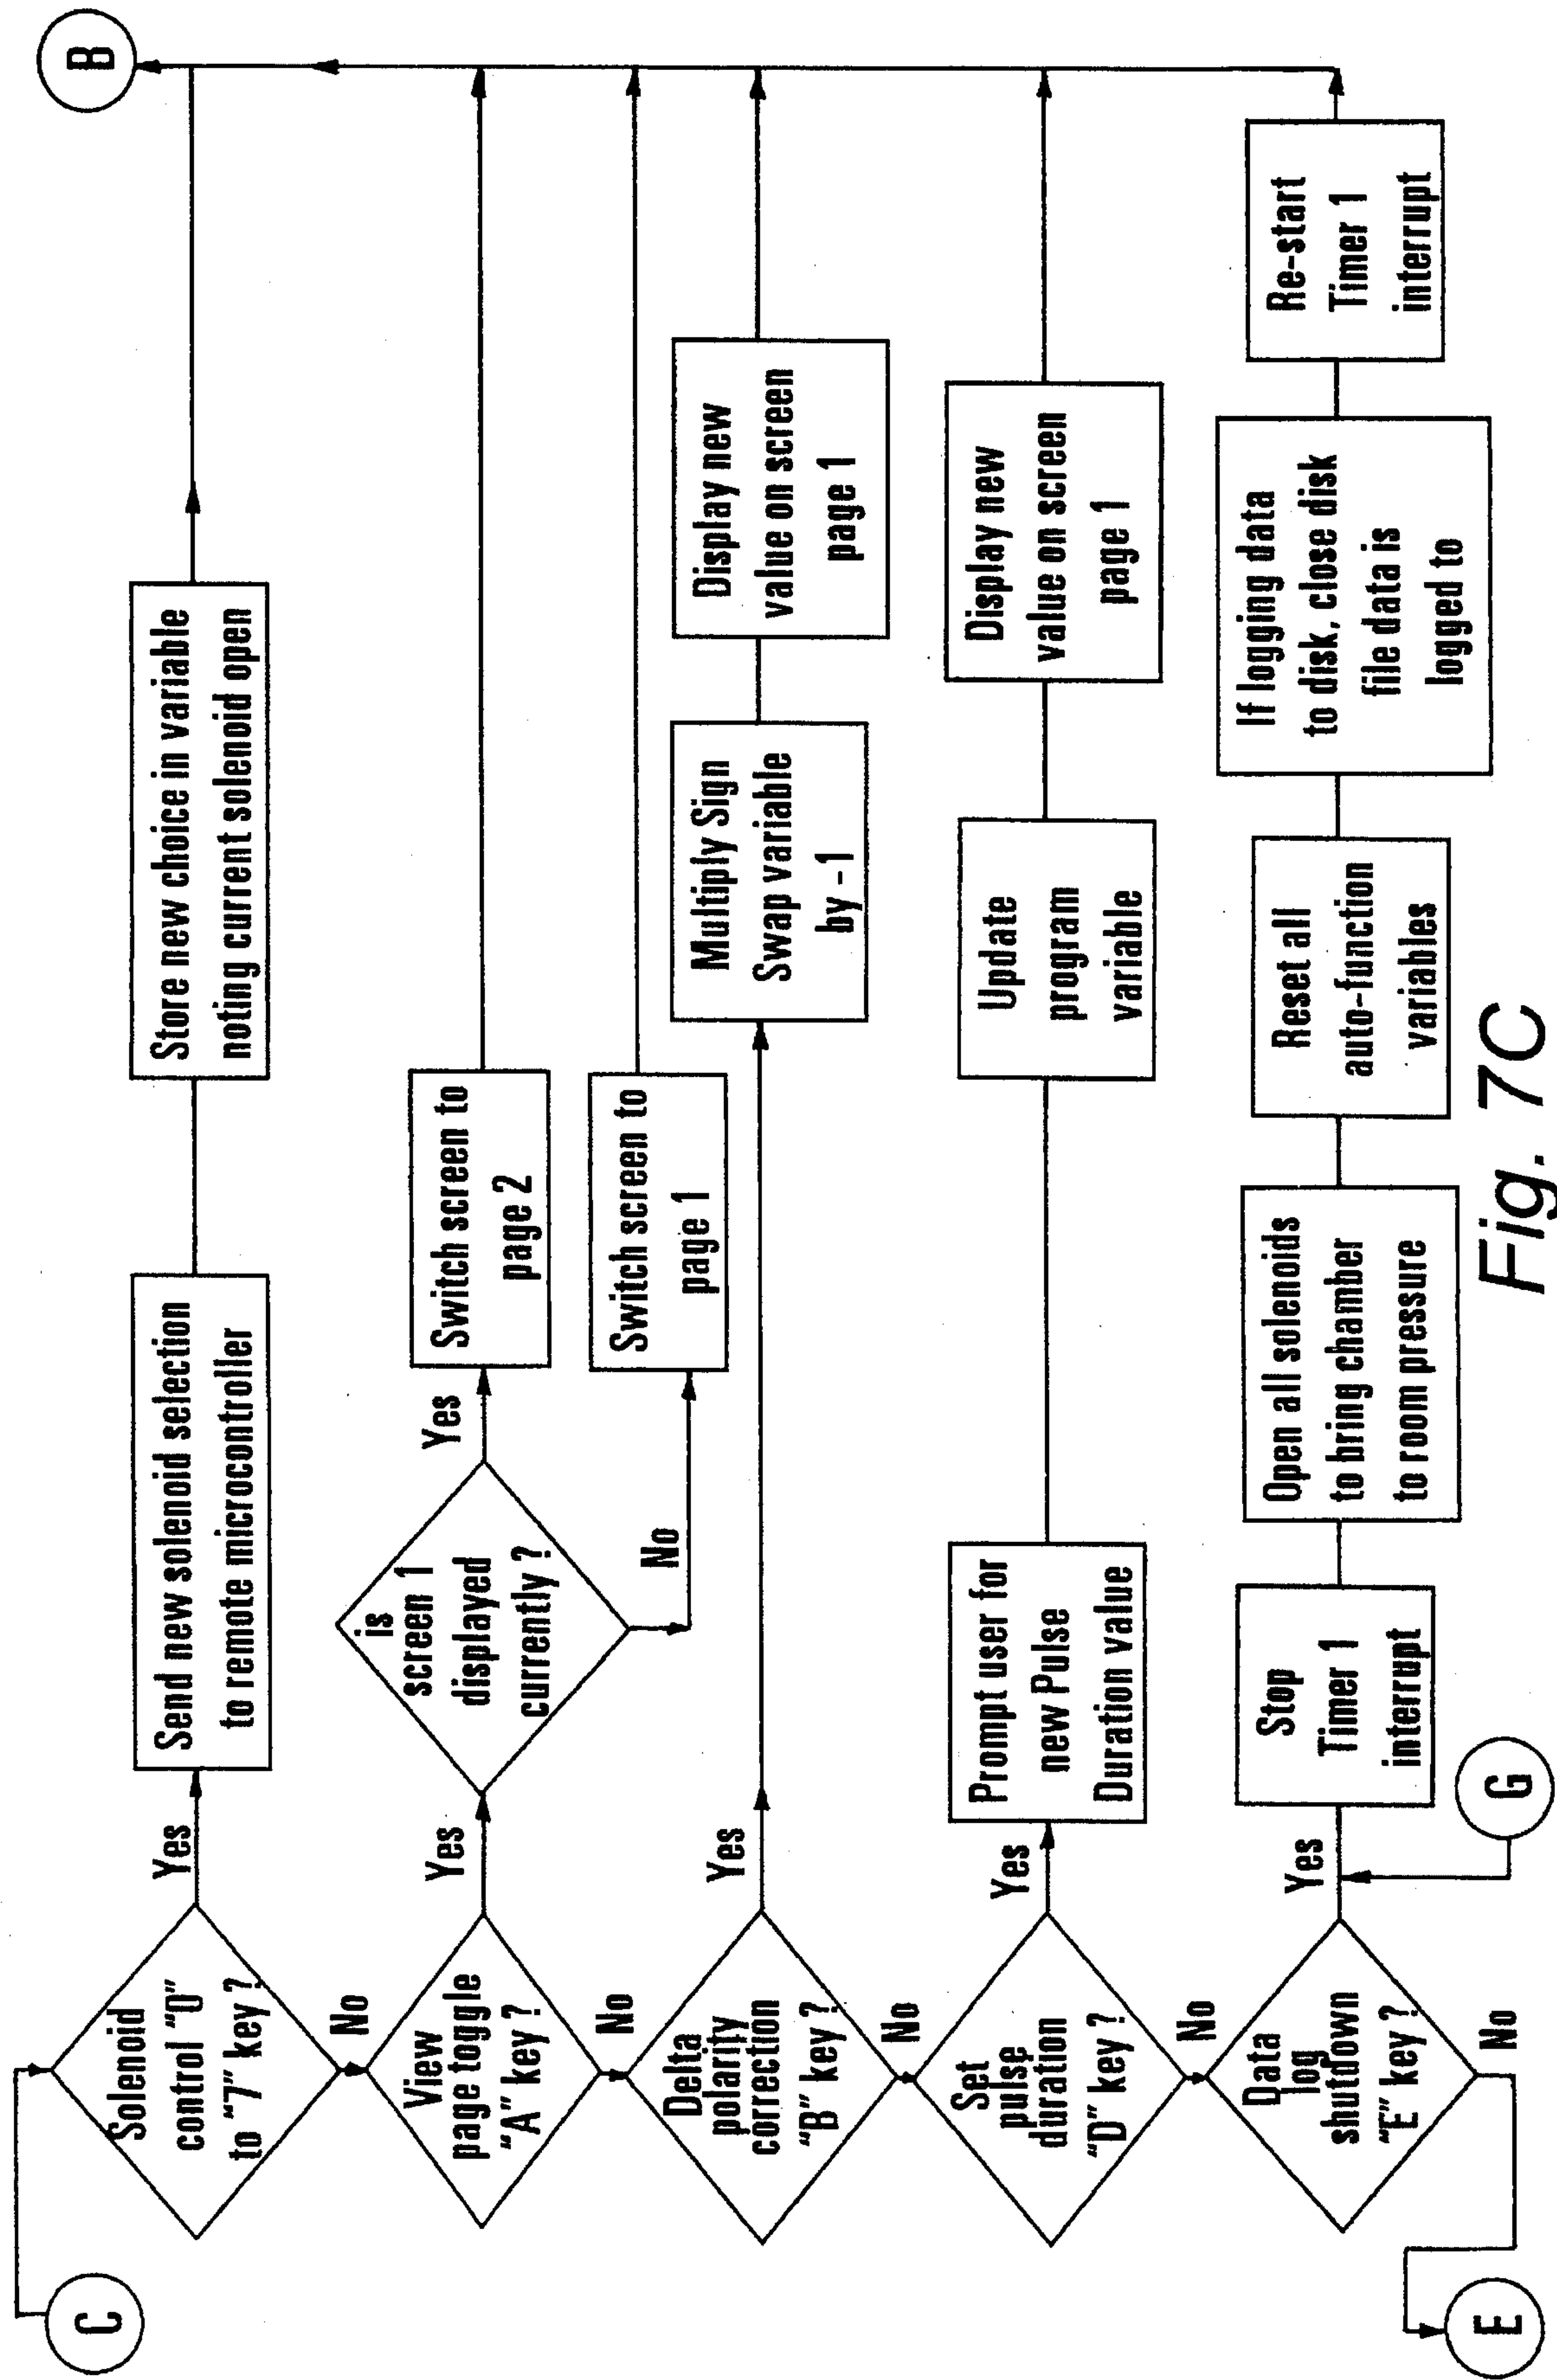 C
B
Solenoid
control "0"
to "7" key ?
Yes
Send new solenoid selection
to remote microcontroller
Store new choice in variable
noting current solenoid open
No
View
page toggle
"A" key ?
Yes
is
screen 1
displayed
currently ?
Yes
Switch screen to
page 2
No
Switch screen to
page 1
No
Delta
polarity
correction
"B" key ?
Yes
Multiply Sign
Swap variable
by -1
Display new
value on screen
page 1
No
Set
pulse
duration
"D" key ?
Yes
Prompt user for
new Pulse
Duration value
Update
program
variable
Display new
value on screen
page 1
No
Data
log
shutdown
"E" key ?
Yes
Stop
Timer 1
interrupt
Open all solenoids
to bring chamber
to room pressure
Reset all
auto-function
variables
If logging data
to disk, close disk
file data is
logged to
Re-start
Timer 1
interrupt
No
E
G
Fig. 7C